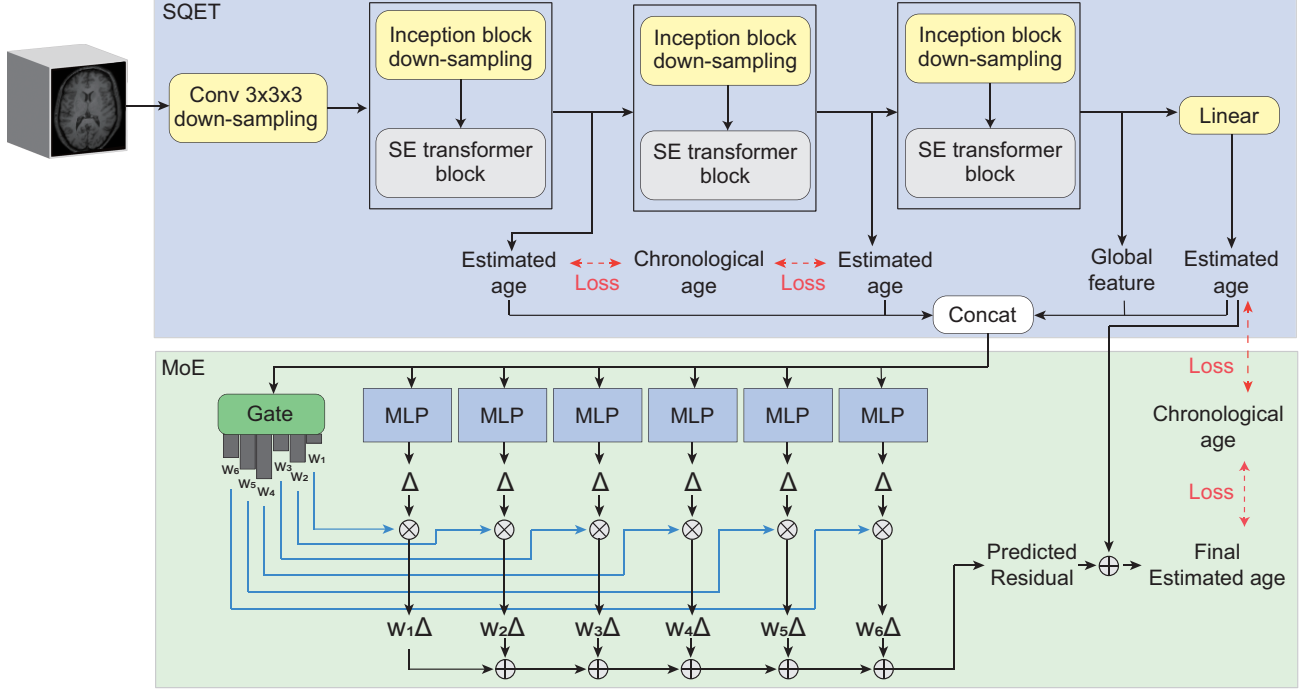 SQET
Conv 3x3x3
down-sampling
Inception block
down-sampling
SE transformer
block
Inception block
down-sampling
SE transformer
block
Inception block
down-sampling
SE transformer
block
Linear
Estimated
age
Loss
Chronological
age
Loss
Estimated
age
Global
feature
Estimated
age
Concat
Loss
Chronological
age
Loss
MoE
Gate
MLP
MLP
MLP
MLP
MLP
MLP
w₆
w₅
w₄
w₃
w₂
w₁
Δ
Δ
Δ
Δ
Δ
Δ
w₁Δ
w₂Δ
w₃Δ
w₄Δ
w₅Δ
w₆Δ
Predicted
Residual
Final
Estimated age